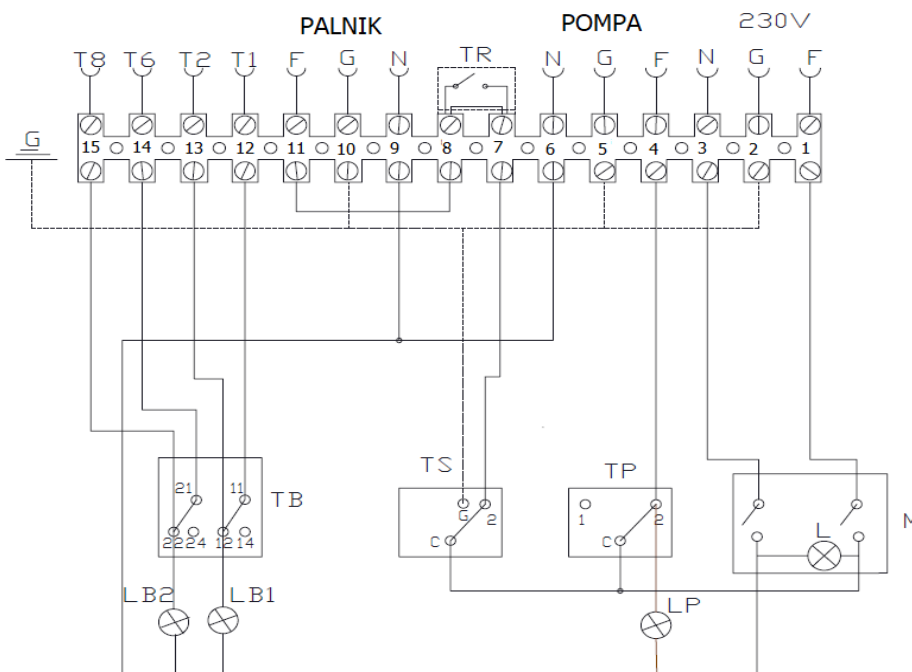 PALNIK POMPA 230V
T8 T6 T2 T1 F G N TR N G F N G F
G 15 14 13 12 11 10 9 8 7 6 5 4 3 2 1
21 11 TB
22 24 12 14
TS G 2 C
TP 1 2 C
L
LB2 LB1 LP